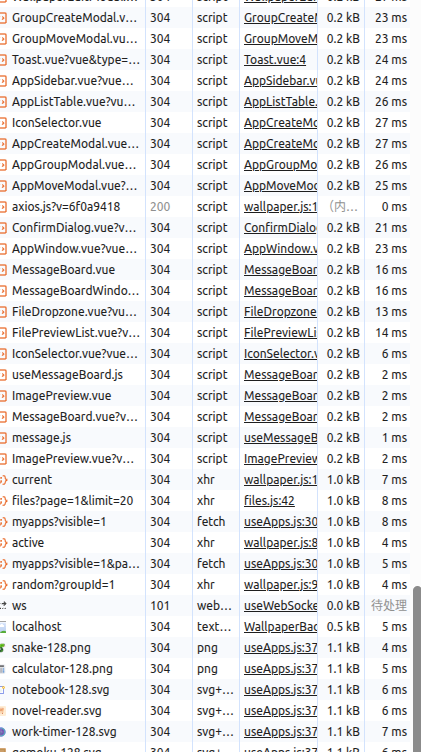 GroupCreateModal.v... 304 script GroupCreateM 0.2 kB 23 ms
GroupMoveModal.vu... 304 script GroupMoveM 0.2 kB 23 ms
Toast.vue?vue&type=... 304 script Toast.vue:4 0.2 kB 24 ms
AppSidebar.vue?vue... 304 script AppSidebar.v 0.2 kB 24 ms
AppListTable.vue?vu... 304 script AppListTable. 0.2 kB 26 ms
IconSelector.vue 304 script AppCreateMo 0.2 kB 27 ms
AppCreateModal.vue... 304 script AppCreateMo 0.2 kB 27 ms
AppGroupModal.vue... 304 script AppGroupMo 0.2 kB 26 ms
AppMoveModal.vue?... 304 script AppMoveMod 0.2 kB 25 ms
axios.js?v=6f0a9418 200 script wallpaper.js:1 (内... 0 ms
ConfirmDialog.vue?v... 304 script ConfirmDialo 0.2 kB 21 ms
AppWindow.vue?vue... 304 script AppWindow.v 0.2 kB 23 ms
MessageBoard.vue 304 script MessageBoar 0.2 kB 16 ms
MessageBoardWindo... 304 script MessageBoar 0.2 kB 16 ms
FileDropzone.vue?vu... 304 script FileDropzone 0.2 kB 13 ms
FilePreviewList.vue?v... 304 script FilePreviewLi 0.2 kB 14 ms
IconSelector.vue?vue... 304 script IconSelector.v 0.2 kB 6 ms
useMessageBoard.js 304 script MessageBoar 0.2 kB 2 ms
ImagePreview.vue 304 script MessageBoar 0.2 kB 2 ms
MessageBoard.vue?v... 304 script MessageBoar 0.2 kB 2 ms
message.js 304 script useMessageB 0.2 kB 1 ms
ImagePreview.vue?v... 304 script ImagePreview 0.2 kB 2 ms
current 304 xhr wallpaper.js:1 1.0 kB 7 ms
files?page=1&limit=20 304 xhr files.js:42 1.0 kB 8 ms
myapps?visible=1 304 fetch useApps.js:30 1.0 kB 8 ms
active 304 xhr wallpaper.js:8 1.0 kB 4 ms
myapps?visible=1&pa... 304 fetch useApps.js:30 1.0 kB 5 ms
random?groupId=1 304 xhr wallpaper.js:9 1.0 kB 4 ms
ws 101 web... useWebSocke 0.0 kB 待处理
localhost 304 text... WallpaperBac 0.5 kB 5 ms
snake-128.png 304 png useApps.js:37 1.1 kB 4 ms
calculator-128.png 304 png useApps.js:37 1.1 kB 5 ms
notebook-128.svg 304 svg+... useApps.js:37 1.1 kB 6 ms
novel-reader.svg 304 svg+... useApps.js:37 1.1 kB 6 ms
work-timer-128.svg 304 svg+... useApps.js:37 1.1 kB 7 ms